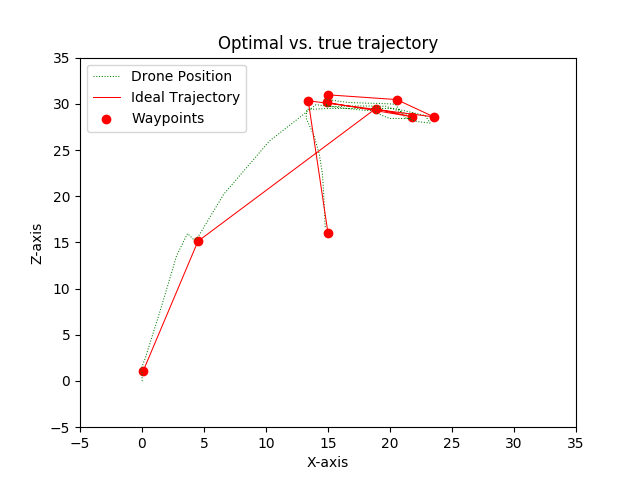 Optimal vs. true trajectory
Drone Position
Ideal Trajectory
Waypoints
Z-axis
35
30
25
20
15
10
5
0
−5
−5 0 5 10 15 20 25 30 35
X-axis